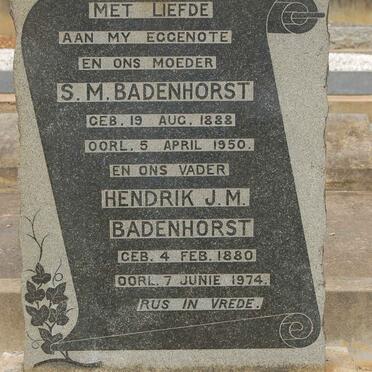 MET LIEFDE
AAN MY EGGENOTE
EN ONS MOEDER
S. M. BADENHORST
GEB. 19 AUG. 1888
OORL. 5 APRIL 1950.
EN ONS VADER
HENDRIK J. M.
BADENHORST
GEB. 4 FEB. 1880
OORL. 7 JUNIE 1974.
RUS IN VREDE.